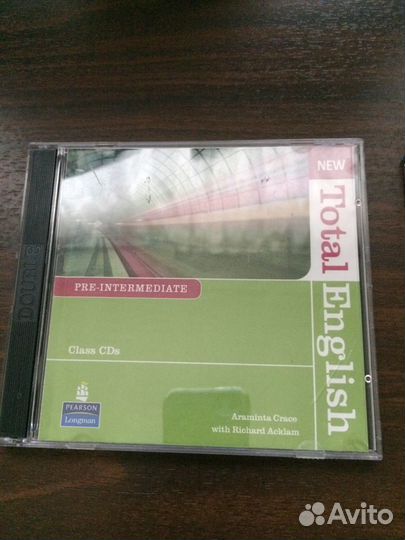 NEW
Total English
PRE-INTERMEDIATE
Class CDs
Araminta Crace
with Richard Acklam
PEARSON
Longman
Avito